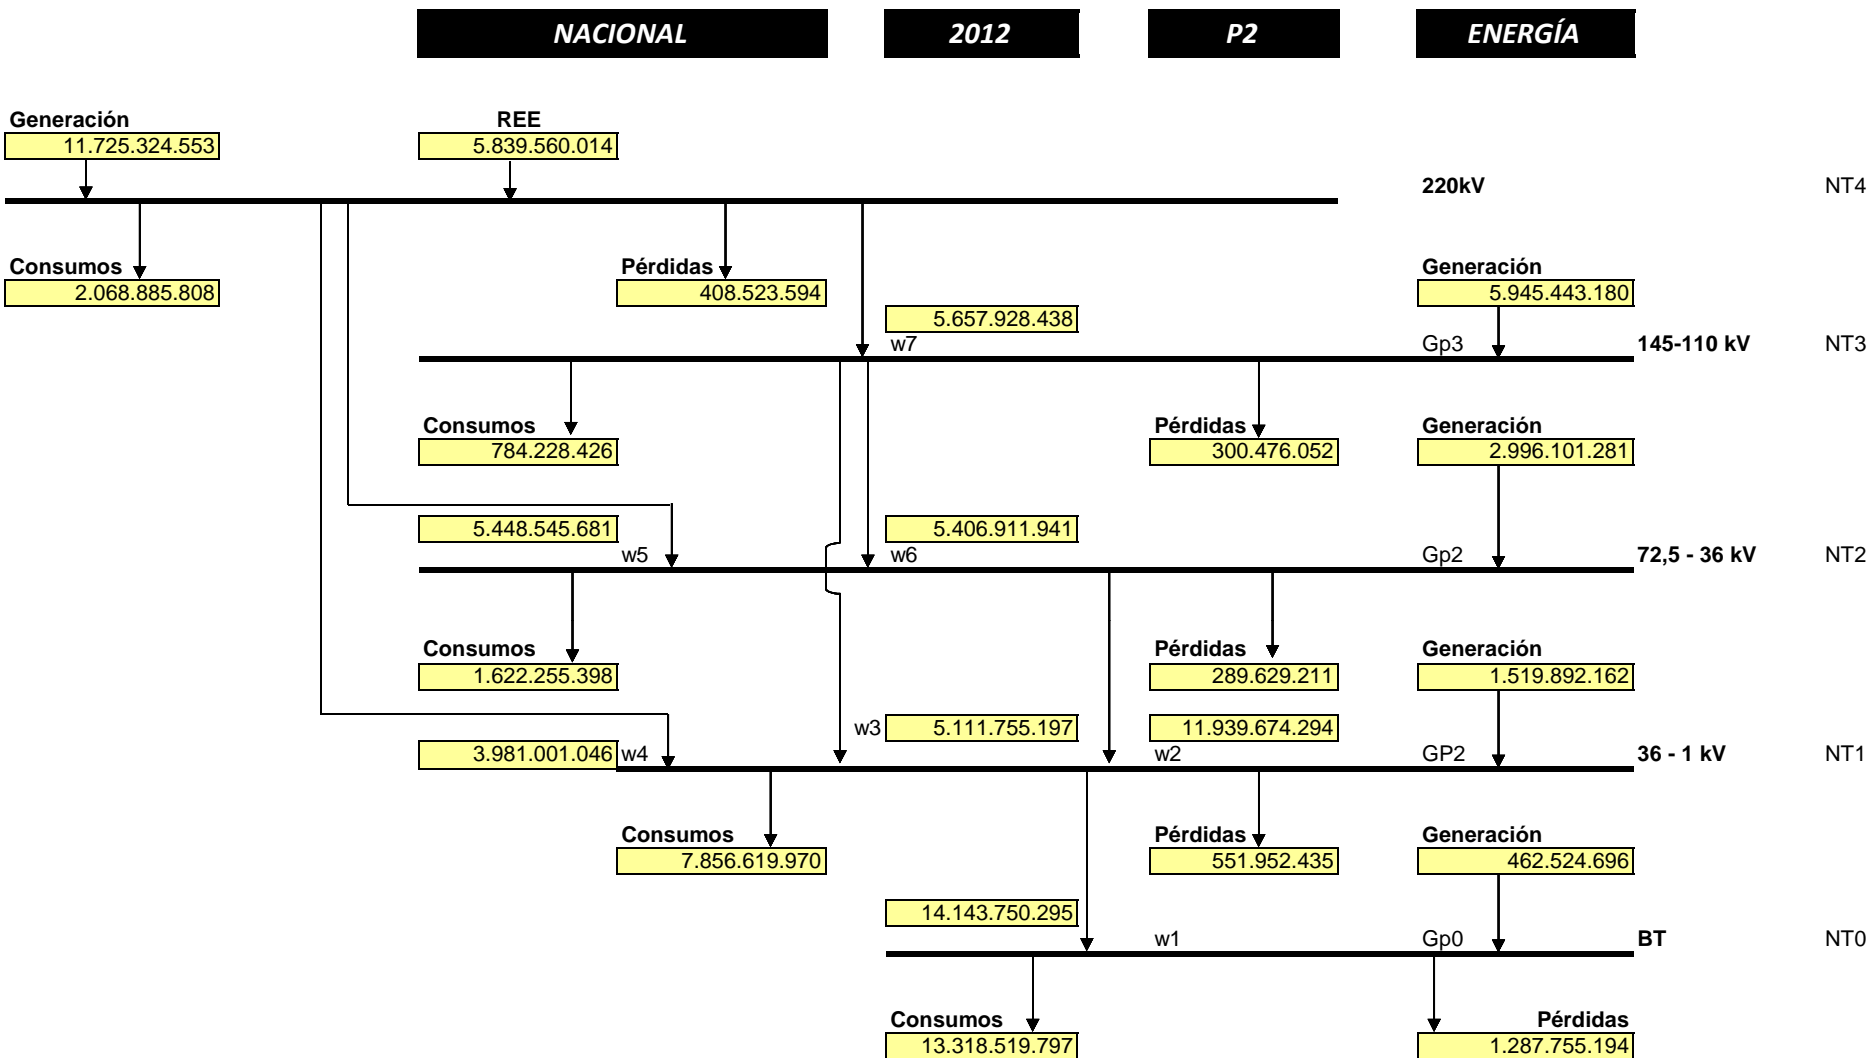 NACIONAL 2012 P2 ENERGÍA
Generación REE
11.725.324.553 5.839.560.014
220kV NT4
Consumos Pérdidas Generación
2.068.885.808 408.523.594 5.945.443.180
5.657.928.438
w7 Gp3 145-110 kV NT3
Consumos Pérdidas Generación
784.228.426 300.476.052 2.996.101.281
5.448.545.681 5.406.911.941
w5 w6 Gp2 72,5 - 36 kV NT2
Consumos Pérdidas Generación
1.622.255.398 289.629.211 1.519.892.162
w3 5.111.755.197 11.939.674.294
3.981.001.046 w4 w2 GP2 36 - 1 kV NT1
Consumos Pérdidas Generación
7.856.619.970 551.952.435 462.524.696
14.143.750.295
w1 Gp0 BT NT0
Consumos Pérdidas
13.318.519.797 1.287.755.194